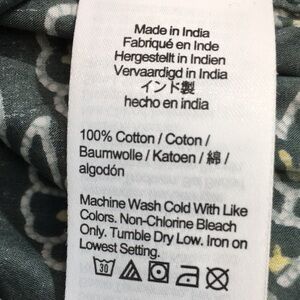 Made in India
Fabriqué en Inde
Hergestellt in Indien
Vervaardigd in India
インド製
hecho en india
100% Cotton / Coton /
Baumwolle / Katoen / 綿 /
algodón
Machine Wash Cold With Like
Colors. Non-Chlorine Bleach
Only. Tumble Dry Low. Iron on
Lowest Setting.
30